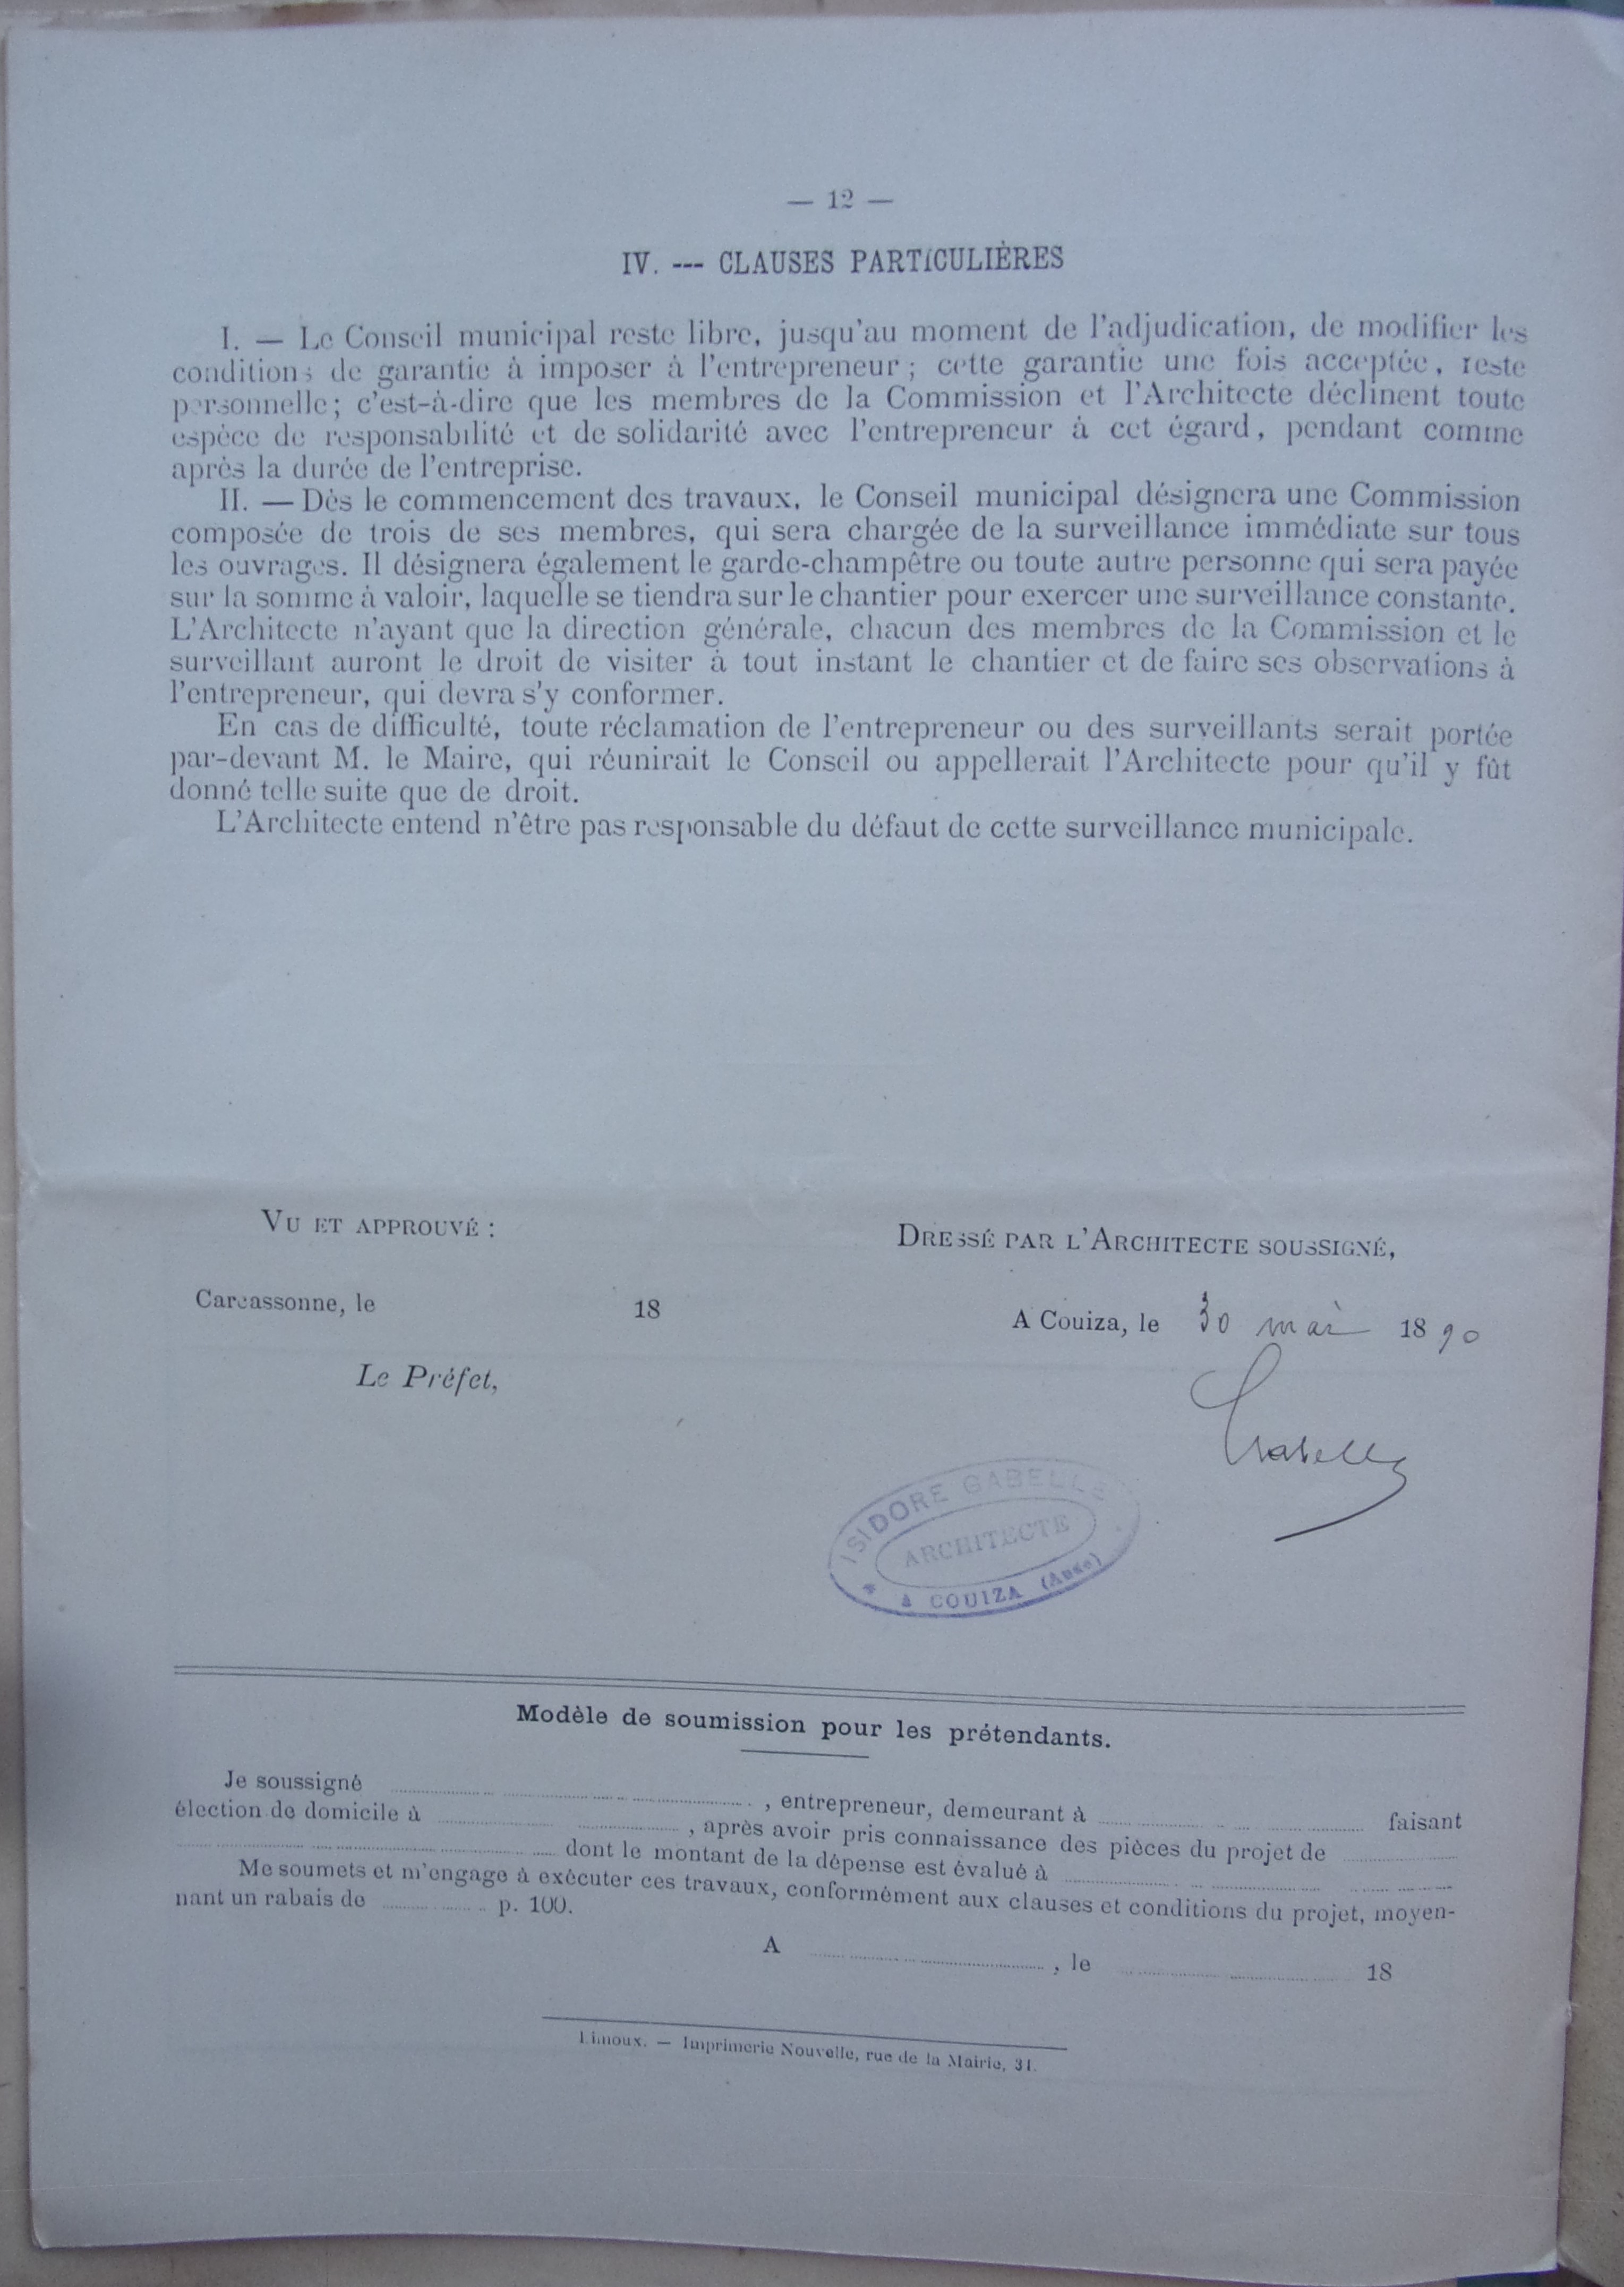 — 12 —
IV. --- CLAUSES PARTICULIÈRES
I. — Le Conseil municipal reste libre, jusqu'au moment de l'adjudication, de modifier les
conditions de garantie à imposer à l'entrepreneur ; cette garantie une fois acceptée, reste
personnelle; c'est-à-dire que les membres de la Commission et l'Architecte déclinent toute
espèce de responsabilité et de solidarité avec l'entrepreneur à cet égard, pendant comme
après la durée de l'entreprise.
II. — Dès le commencement des travaux, le Conseil municipal désignera une Commission
composée de trois de ses membres, qui sera chargée de la surveillance immédiate sur tous
les ouvrages. Il désignera également le garde-champêtre ou toute autre personne qui sera payée
sur la somme à valoir, laquelle se tiendra sur le chantier pour exercer une surveillance constante.
L'Architecte n'ayant que la direction générale, chacun des membres de la Commission et le
surveillant auront le droit de visiter à tout instant le chantier et de faire ses observations à
l'entrepreneur, qui devra s'y conformer.
En cas de difficulté, toute réclamation de l'entrepreneur ou des surveillants serait portée
par-devant M. le Maire, qui réunirait le Conseil ou appellerait l'Architecte pour qu'il y fût
donné telle suite que de droit.
L'Architecte entend n'être pas responsable du défaut de cette surveillance municipale.
VU ET APPROUVÉ :
DRESSÉ PAR L'ARCHITECTE SOUSSIGNÉ,
Carcassonne, le 18
A Couiza, le 30 mai 1890
Le Préfet,
Gabelle
ISIDORE GABELLE
ARCHITECTE
* à COUIZA (Aude)
Modèle de soumission pour les prétendants.
Je soussigné , entrepreneur, demeurant à faisant
élection de domicile à , après avoir pris connaissance des pièces du projet de
dont le montant de la dépense est évalué à
Me soumets et m'engage à exécuter ces travaux, conformément aux clauses et conditions du projet, moyen-
nant un rabais de p. 100.
A , le 18
Limoux. — Imprimerie Nouvelle, rue de la Mairie, 31.